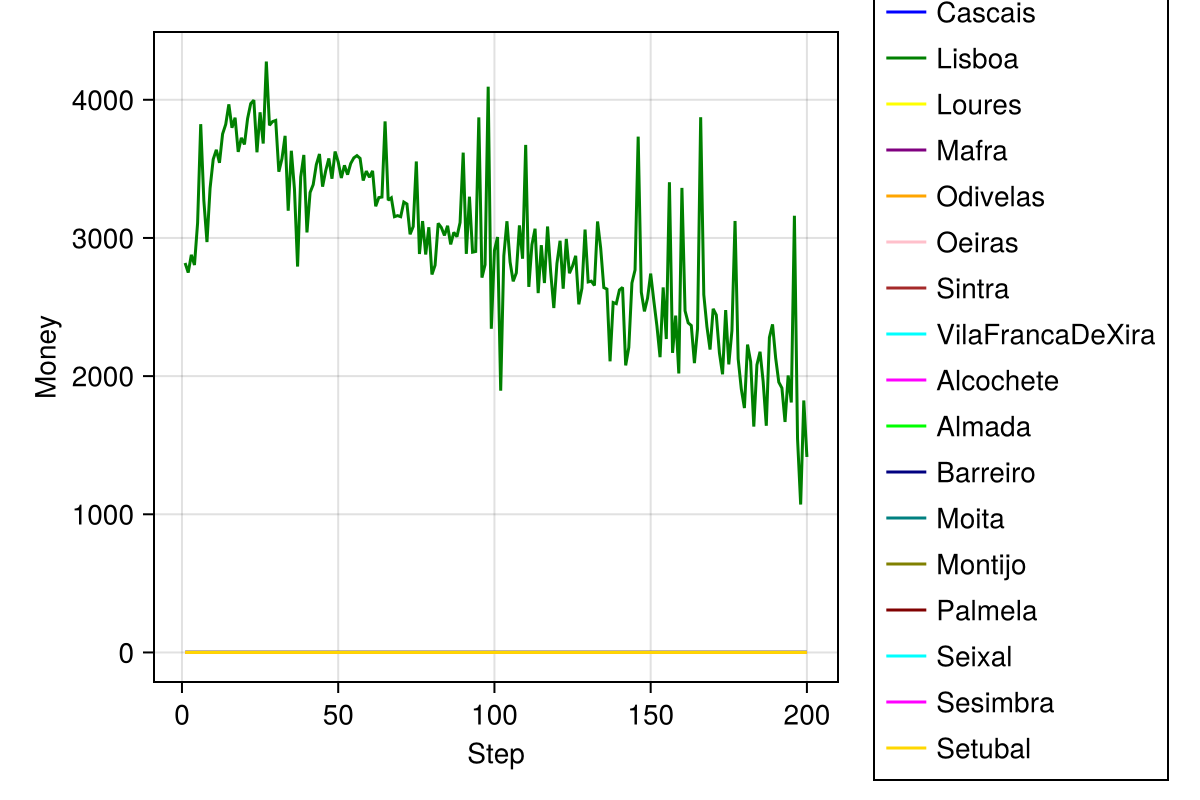 Money
4000
3000
2000
1000
0
0
50
100
150
200
Step
Cascais
Lisboa
Loures
Mafra
Odivelas
Oeiras
Sintra
VilaFrancaDeXira
Alcochete
Almada
Barreiro
Moita
Montijo
Palmela
Seixal
Sesimbra
Setubal